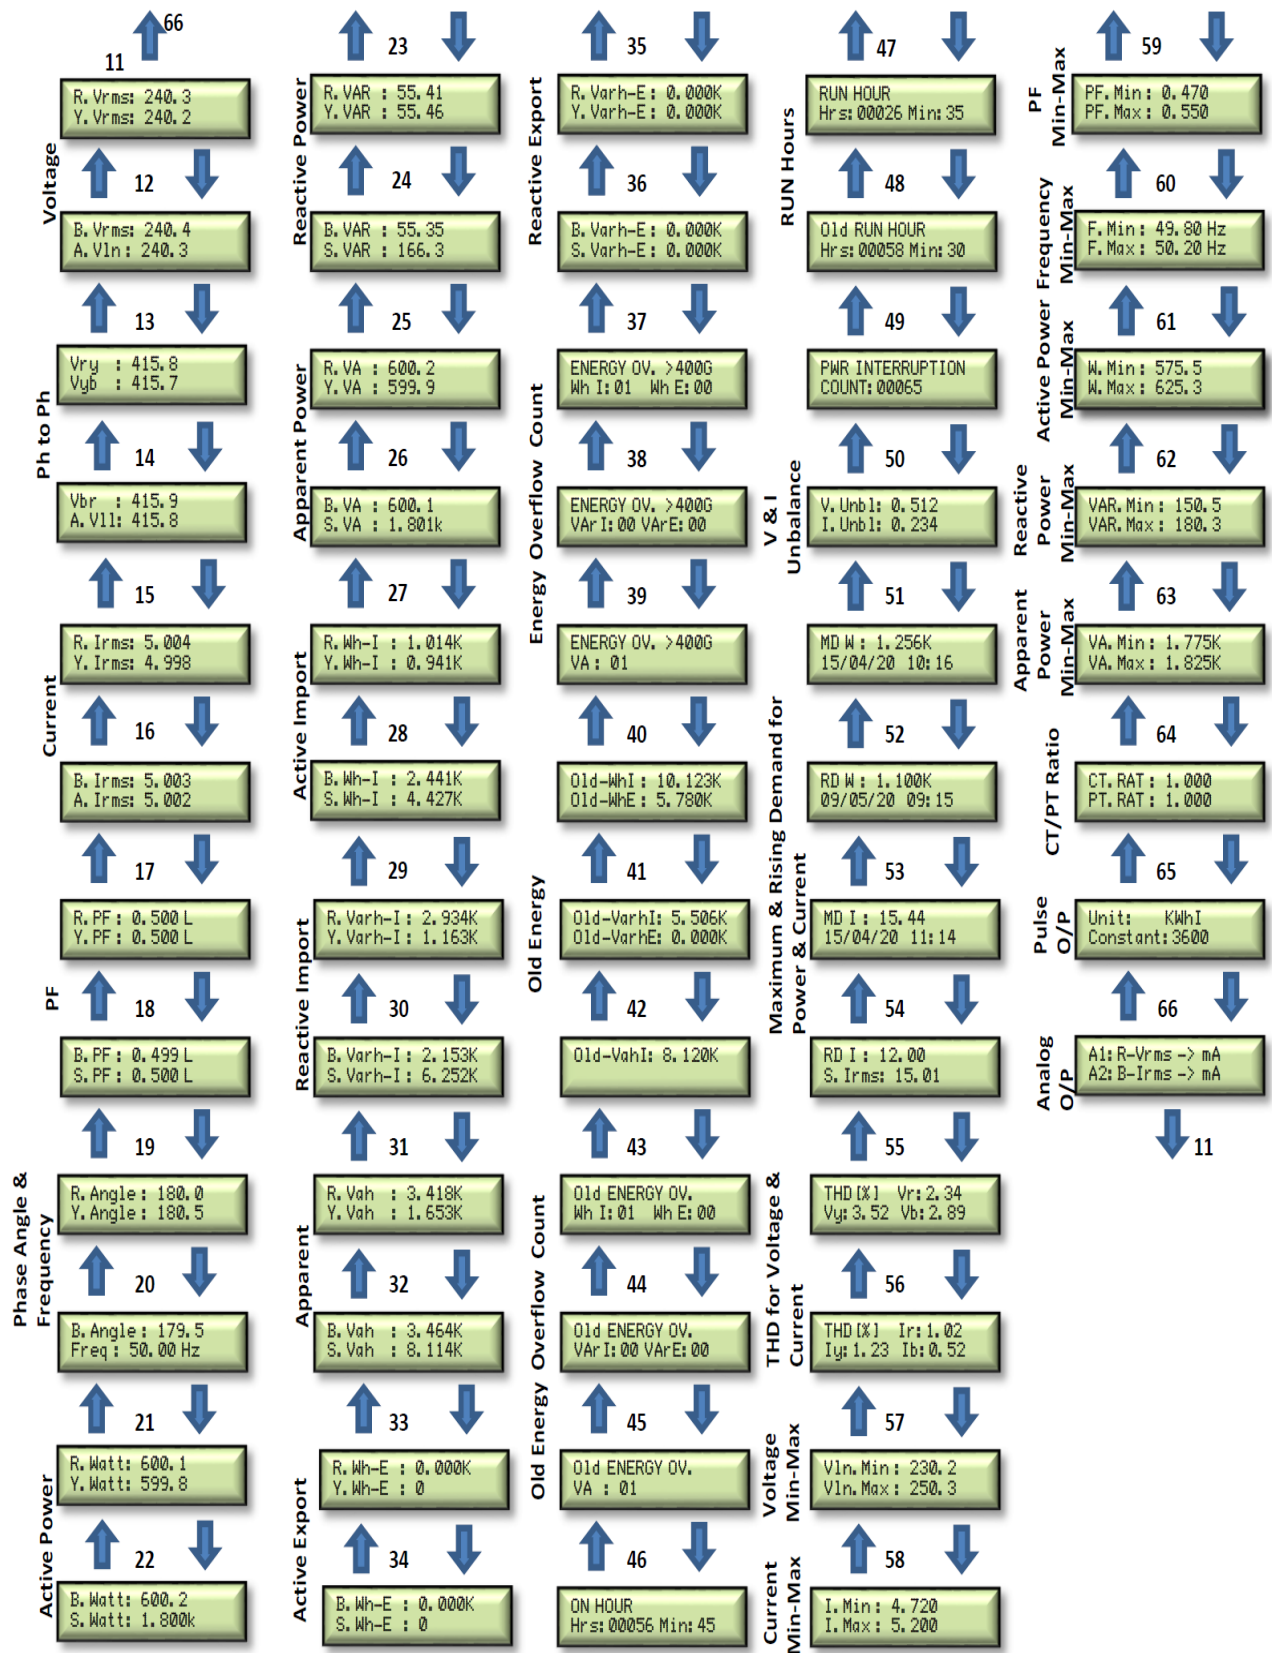 66
11
R. Vrms: 240.3
Y. Vrms: 240.2
Voltage
12
B. Vrms: 240.4
A. Vln: 240.3
13
Vry : 415.8
Vyb : 415.7
Ph to Ph
14
Vbr : 415.9
A. Vll: 415.8
15
R. Irms: 5.004
Y. Irms: 4.998
Current
16
B. Irms: 5.003
A. Irms: 5.002
17
R. PF: 0.500 L
Y. PF: 0.500 L
PF
18
B. PF: 0.499 L
S. PF: 0.500 L
19
R. Angle: 180.0
Y. Angle: 180.5
Phase Angle &
Frequency
20
B. Angle: 179.5
Freq : 50.00 Hz
21
R. Watt: 600.1
Y. Watt: 599.8
Active Power
22
B. Watt: 600.2
S. Watt: 1.800k
23
R. VAR : 55.41
Y. VAR : 55.46
Reactive Power
24
B. VAR : 55.35
S. VAR : 166.3
25
R. VA : 600.2
Y. VA : 599.9
Apparent Power
26
B. VA : 600.1
S. VA : 1.801k
27
R. Wh-I : 1.014K
Y. Wh-I : 0.941K
Active Import
28
B. Wh-I : 2.441K
S. Wh-I : 4.427K
29
R. Varh-I: 2.934K
Y. Varh-I: 1.163K
Reactive Import
30
B. Varh-I: 2.153K
S. Varh-I: 6.252K
31
R. Vah : 3.418K
Y. Vah : 1.653K
Apparent
32
B. Vah : 3.464K
S. Vah : 8.114K
33
R. Wh-E : 0.000K
Y. Wh-E : 0
Active Export
34
B. Wh-E : 0.000K
S. Wh-E : 0
35
R. Varh-E: 0.000K
Y. Varh-E: 0.000K
Reactive Export
36
B. Varh-E: 0.000K
S. Varh-E: 0.000K
37
ENERGY OV. >400G
Wh I: 01 Wh E: 00
Energy Overflow Count
38
ENERGY OV. >400G
VAr I: 00 VAr E: 00
39
ENERGY OV. >400G
VA : 01
40
Old-WhI: 10.123K
Old-WhE: 5.780K
Old Energy
41
Old-VarhI: 5.506K
Old-VarhE: 0.000K
42
Old-VahI: 8.120K
43
Old ENERGY OV.
Wh I: 01 Wh E: 00
Old Energy Overflow Count
44
Old ENERGY OV.
VAr I: 00 VAr E: 00
45
Old ENERGY OV.
VA : 01
46
ON HOUR
Hrs: 00056 Min: 45
47
RUN HOUR
Hrs: 00026 Min: 35
RUN Hours
48
Old RUN HOUR
Hrs: 00058 Min: 30
49
PWR INTERRUPTION
COUNT: 00065
50
V. Unbl: 0.512
I. Unbl: 0.234
V & I
Unbalance
51
MD W : 1.256K
15/04/20 10:16
Maximum & Rising Demand for
Power & Current
52
RD W : 1.100K
09/05/20 09:15
53
MD I : 15.44
15/04/20 11:14
54
RD I : 12.00
S. Irms: 15.01
55
THD [%] Vr: 2.34
Vy: 3.52 Vb: 2.89
THD for Voltage &
Current
56
THD [%] Ir: 1.02
Iy: 1.23 Ib: 0.52
57
Vln. Min: 230.2
Vln. Max: 250.3
Voltage
Min-Max
58
I. Min: 4.720
I. Max: 5.200
Current
Min-Max
59
PF. Min: 0.470
PF. Max: 0.550
PF
Min-Max
60
F. Min: 49.80 Hz
F. Max: 50.20 Hz
Frequency
Min-Max
61
W. Min: 575.5
W. Max: 625.3
Active Power
Min-Max
62
VAR. Min: 150.5
VAR. Max: 180.3
Reactive
Power
Min-Max
63
VA. Min: 1.775K
VA. Max: 1.825K
Apparent
Power
Min-Max
64
CT. RAT: 1.000
PT. RAT: 1.000
CT/PT Ratio
65
Unit: KWhI
Constant: 3600
Pulse
O/P
66
A1: R-Vrms -> mA
A2: B-Irms -> mA
Analog
O/P
11